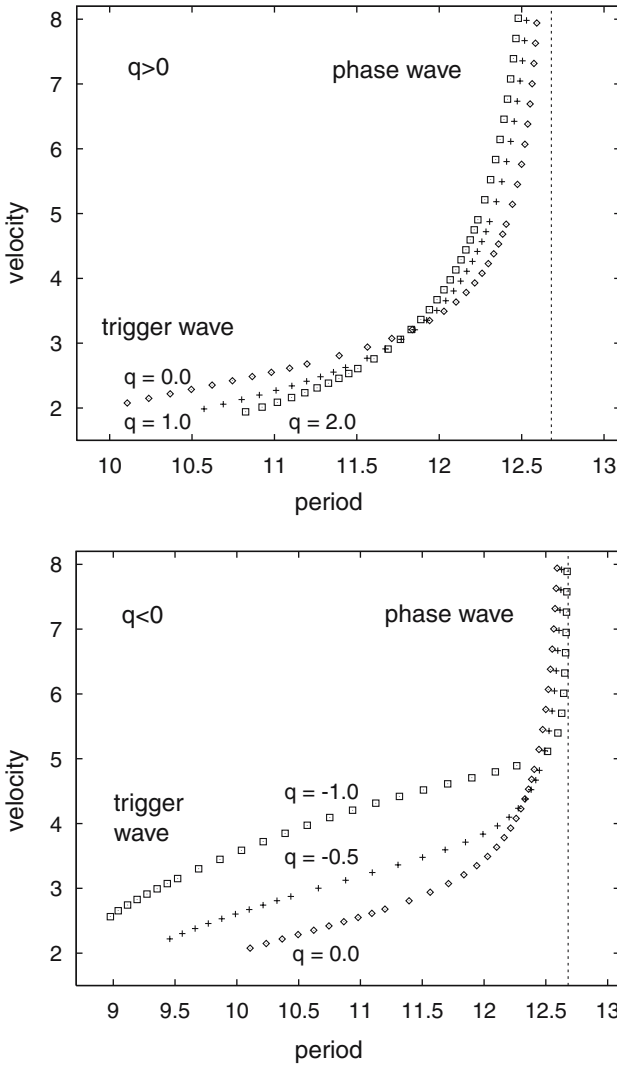 8
7
6
5
4
3
2
velocity
q>0
phase wave
trigger wave
q = 0.0
q = 1.0
q = 2.0
10 10.5 11 11.5 12 12.5 13
period
8
7
6
5
4
3
2
velocity
q<0
phase wave
trigger
wave
q = -1.0
q = -0.5
q = 0.0
9 9.5 10 10.5 11 11.5 12 12.5 13
period